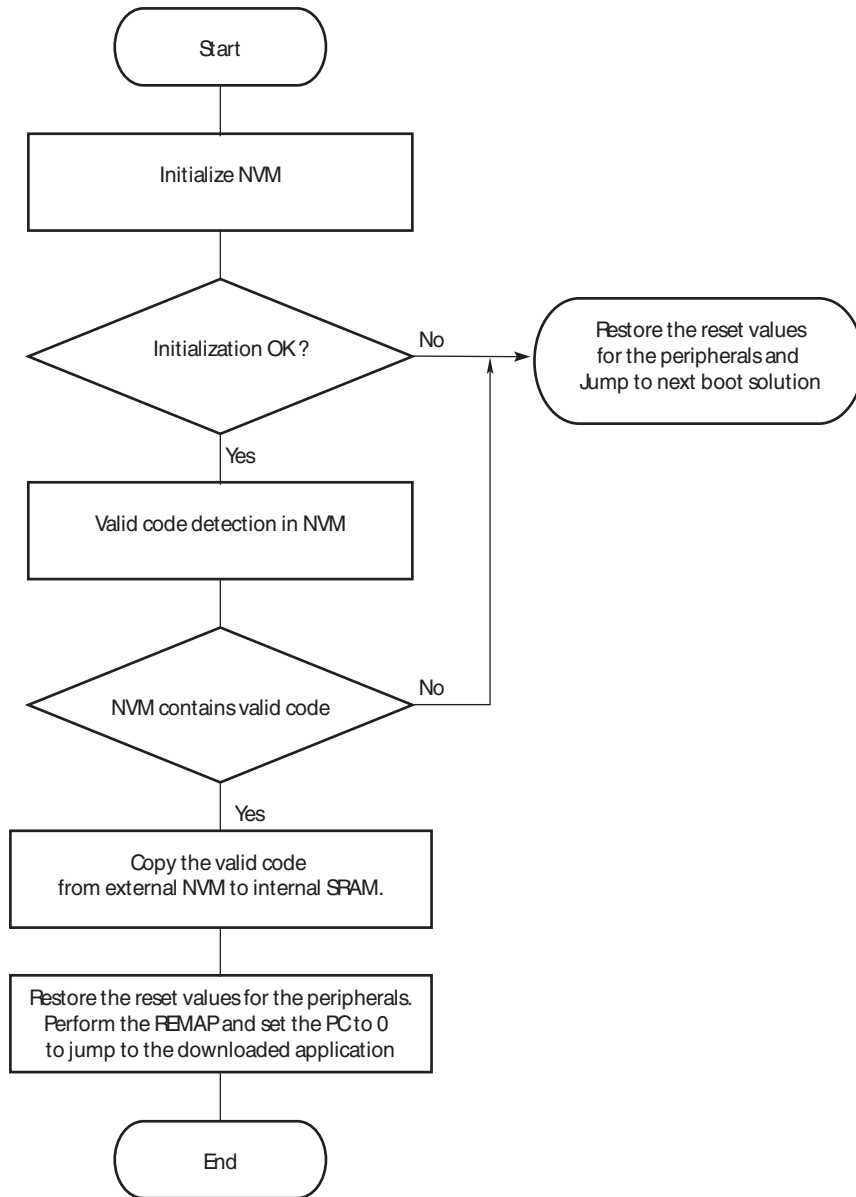 Start
Initialize NVM
Initialization OK ?
No
Restore the reset values
for the peripherals and
Jump to next boot solution
Yes
Valid code detection in NVM
NVM contains valid code
No
Yes
Copy the valid code
from external NVM to internal SRAM.
Restore the reset values for the peripherals.
Perform the REMAP and set the PC to 0
to jump to the downloaded application
End